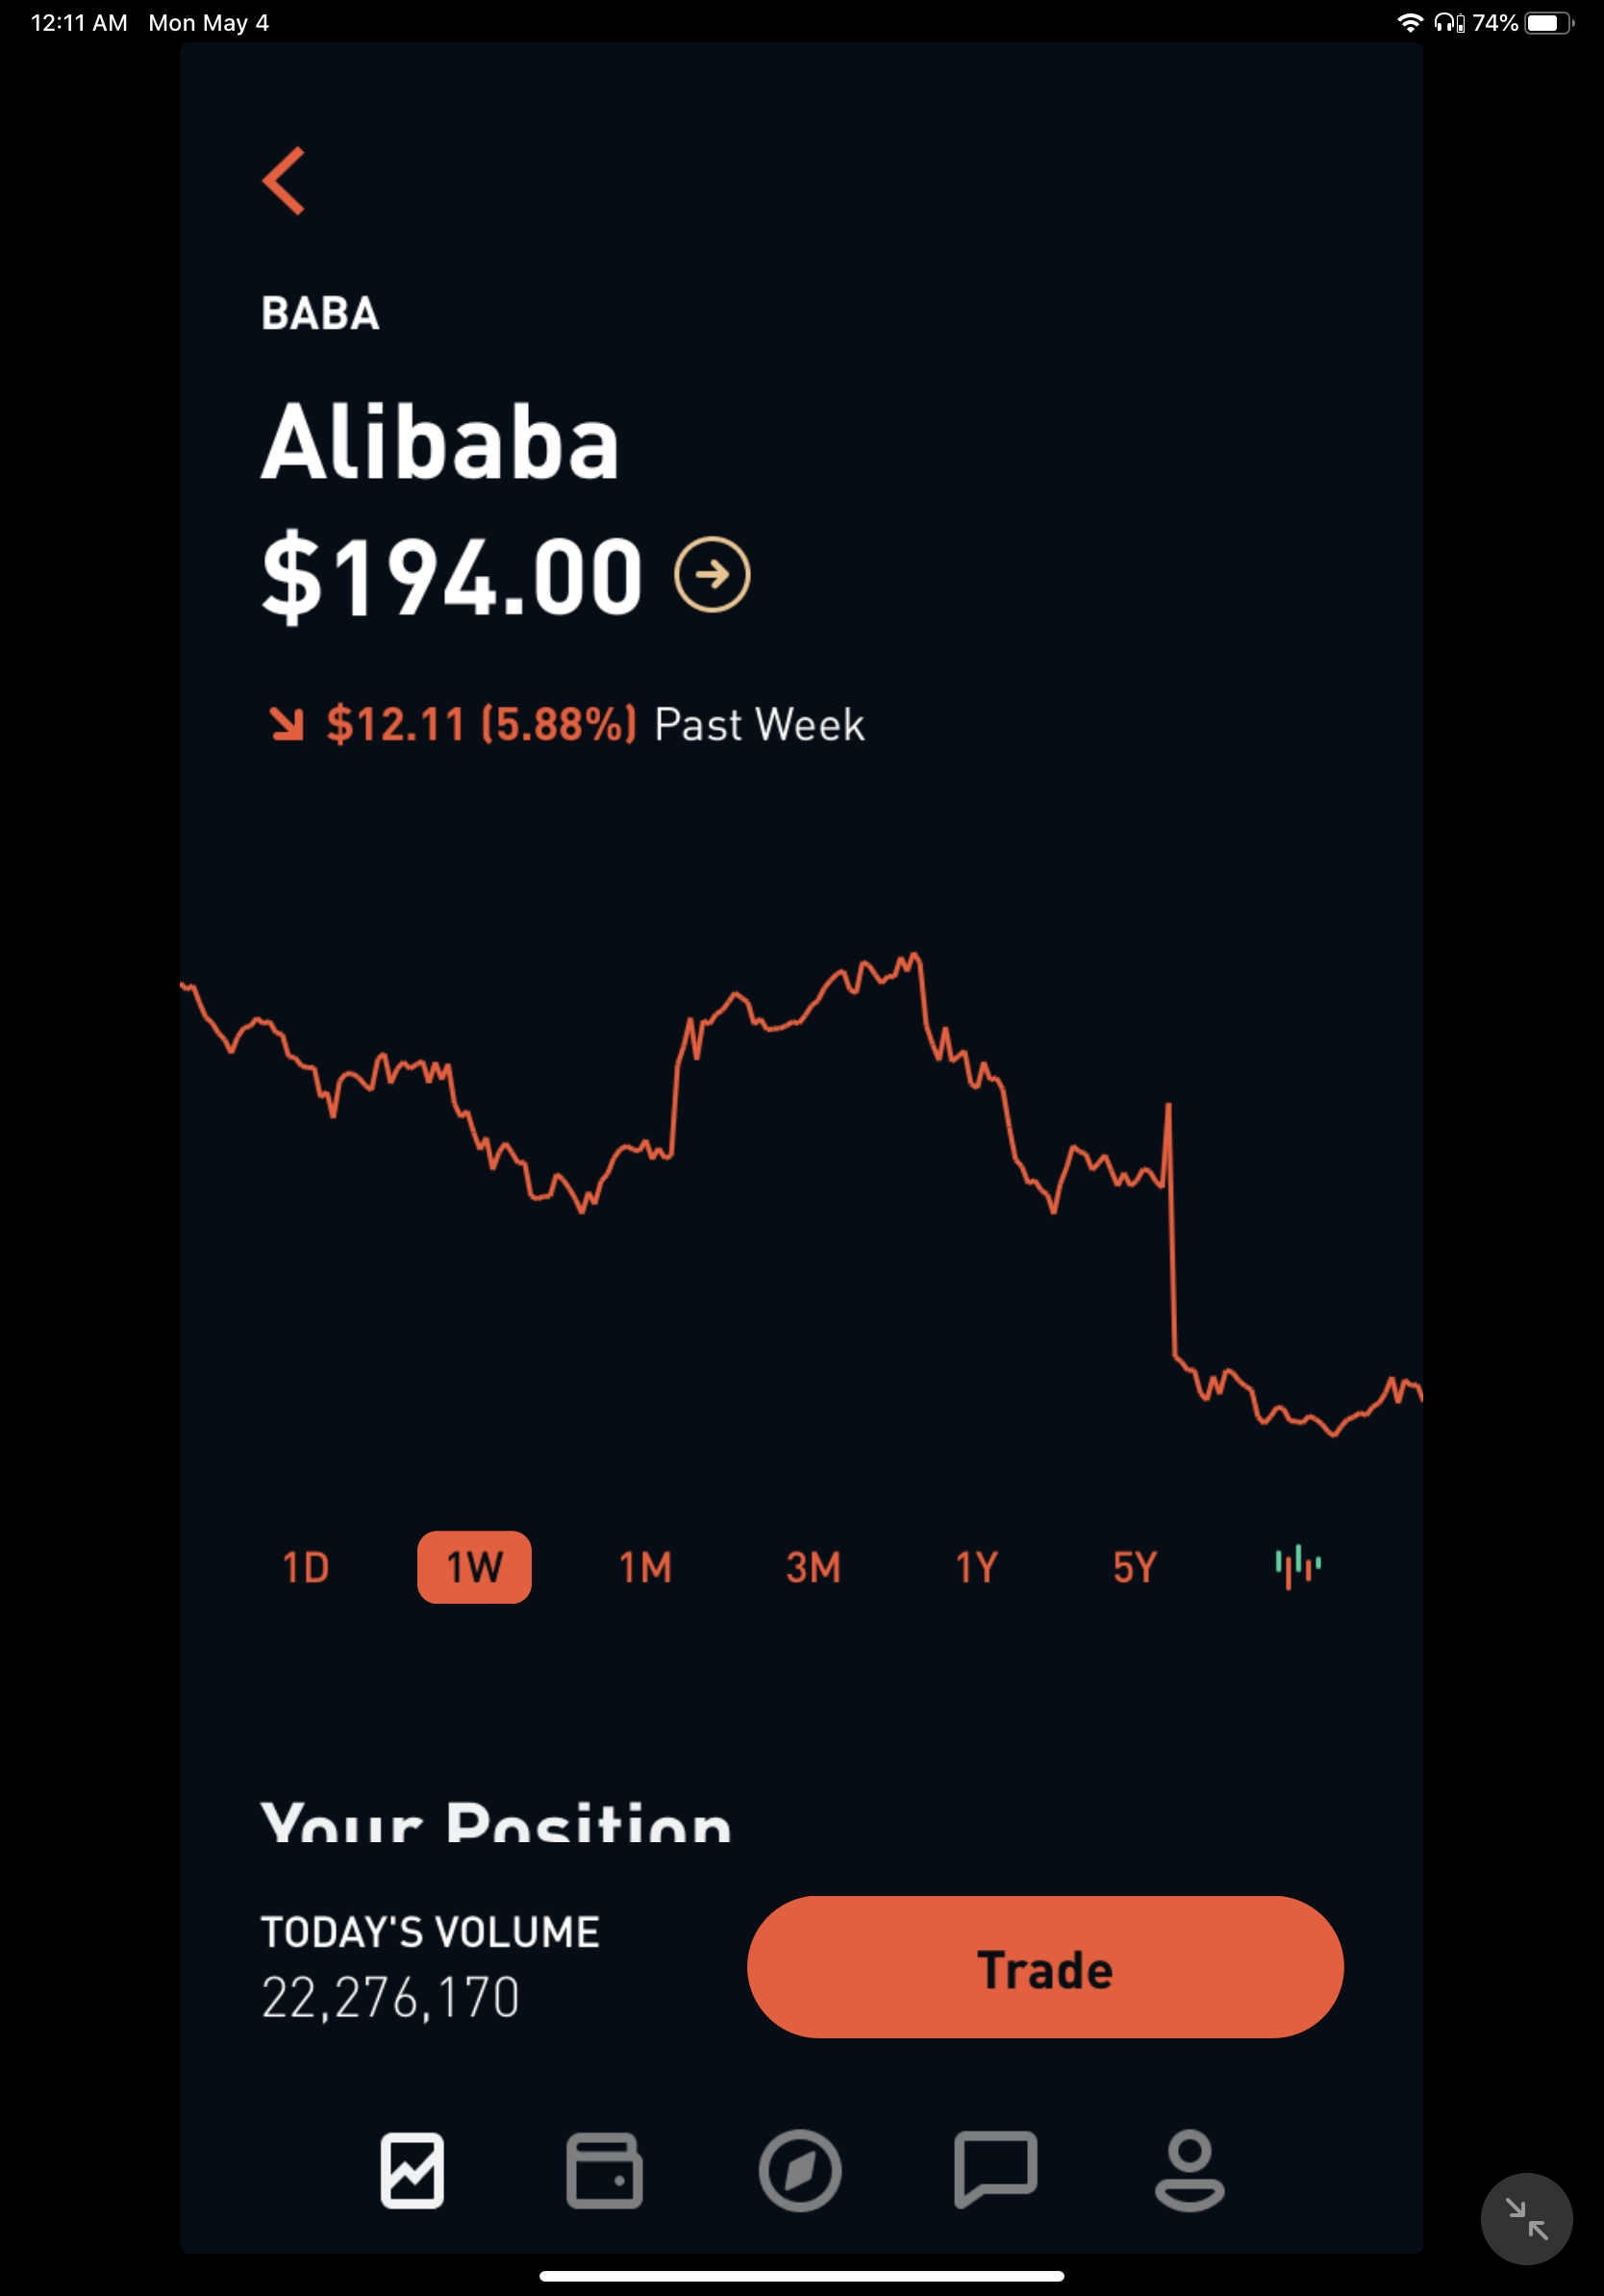 12:11 AM Mon May 4 74%
BABA
Alibaba
$194.00
$12.11 (5.88%) Past Week
1D 1W 1M 3M 1Y 5Y
Your Position
TODAY'S VOLUME
22,276,170
Trade